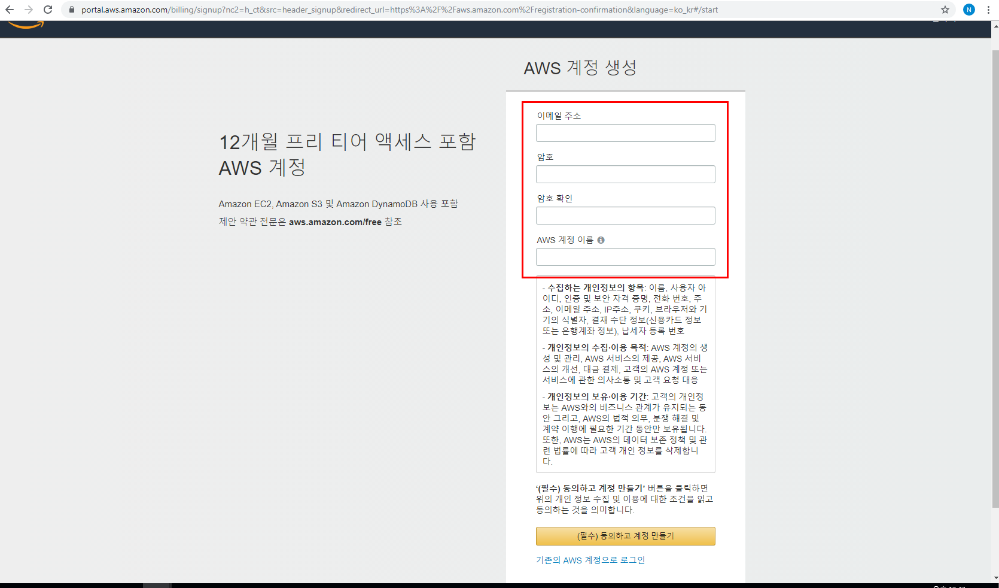 portal.aws.amazon.com/billing/signup?nc2=h_ct&src=header_signup&redirect_url=https%3A%2F%2Faws.amazon.com%2Fregistration-confirmation&language=ko_kr#/start
N
AWS 계정 생성
12개월 프리 티어 액세스 포함
AWS 계정
Amazon EC2, Amazon S3 및 Amazon DynamoDB 사용 포함
제안 약관 전문은 aws.amazon.com/free 참조
이메일 주소
암호
암호 확인
AWS 계정 이름
- 수집하는 개인정보의 항목: 이름, 사용자 아
이디, 인증 및 보안 자격 증명, 전화 번호, 주
소, 이메일 주소, IP주소, 쿠키, 브라우저와 기
기의 식별자, 결재 수단 정보(신용카드 정보
또는 은행계좌 정보), 납세자 등록 번호
- 개인정보의 수집·이용 목적: AWS 계정의 생
성 및 관리, AWS 서비스의 제공, AWS 서비
스의 개선, 대금 결제, 고객의 AWS 계정 또는
서비스에 관한 의사소통 및 고객 요청 대응
- 개인정보의 보유·이용 기간: 고객의 개인정
보는 AWS와의 비즈니스 관계가 유지되는 동
안 그리고, AWS의 법적 의무, 분쟁 해결 및
계약 이행에 필요한 기간 동안만 보유됩니다.
또한, AWS는 AWS의 데이터 보존 정책 및 관
련 법률에 따라 고객 개인 정보를 삭제합니
다.
‘(필수) 동의하고 계정 만들기’ 버튼을 클릭하면
위의 개인 정보 수집 및 이용에 대한 조건을 읽고
동의하는 것을 의미합니다.
(필수) 동의하고 계정 만들기
기존의 AWS 계정으로 로그인